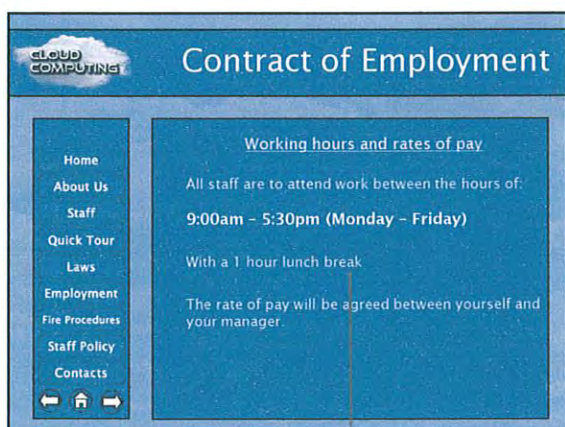 CLOUD
COMPUTING
Contract of Employment
Home
About Us
Staff
Quick Tour
Laws
Employment
Fire Procedures
Staff Policy
Contacts
Working hours and rates of pay
All staff are to attend work between the hours of:
9:00am – 5:30pm (Monday – Friday)
With a 1 hour lunch break
The rate of pay will be agreed between yourself and
your manager.